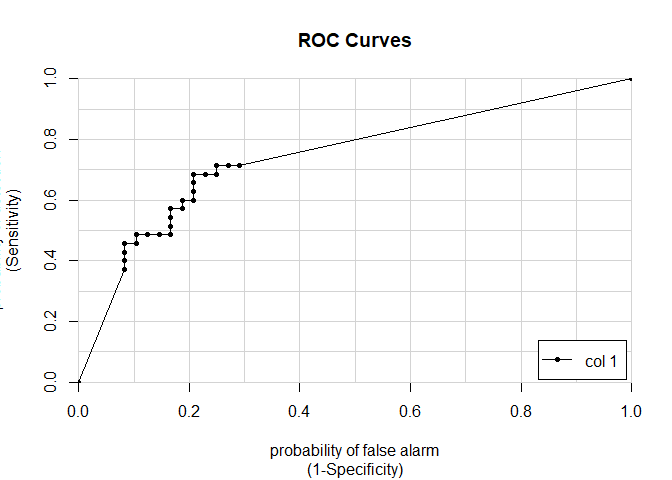 ROC Curves
1.0
0.8
0.6
0.4
0.2
0.0
(Sensitivity)
col 1
0.0 0.2 0.4 0.6 0.8 1.0
probability of false alarm
(1-Specificity)